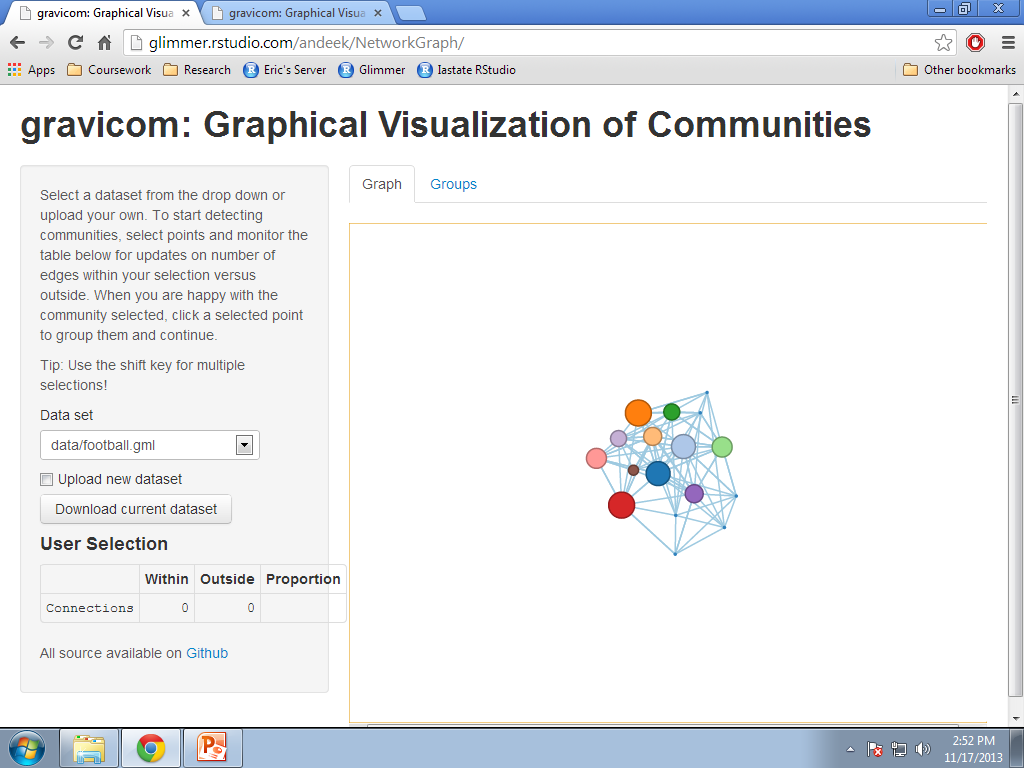 gravicom: Graphical Visua
gravicom: Graphical Visua
glimmer.rstudio.com/andeek/NetworkGraph/
Apps Coursework Research Eric's Server Glimmer Iastate RStudio Other bookmarks
gravicom: Graphical Visualization of Communities
Select a dataset from the drop down or
upload your own. To start detecting
communities, select points and monitor the
table below for updates on number of
edges within your selection versus
outside. When you are happy with the
community selected, click a selected point
to group them and continue.
Tip: Use the shift key for multiple
selections!
Data set
data/football.gml
Upload new dataset
Download current dataset
User Selection
Within Outside Proportion
Connections 0 0
All source available on Github
Graph Groups
2:52 PM
11/17/2013